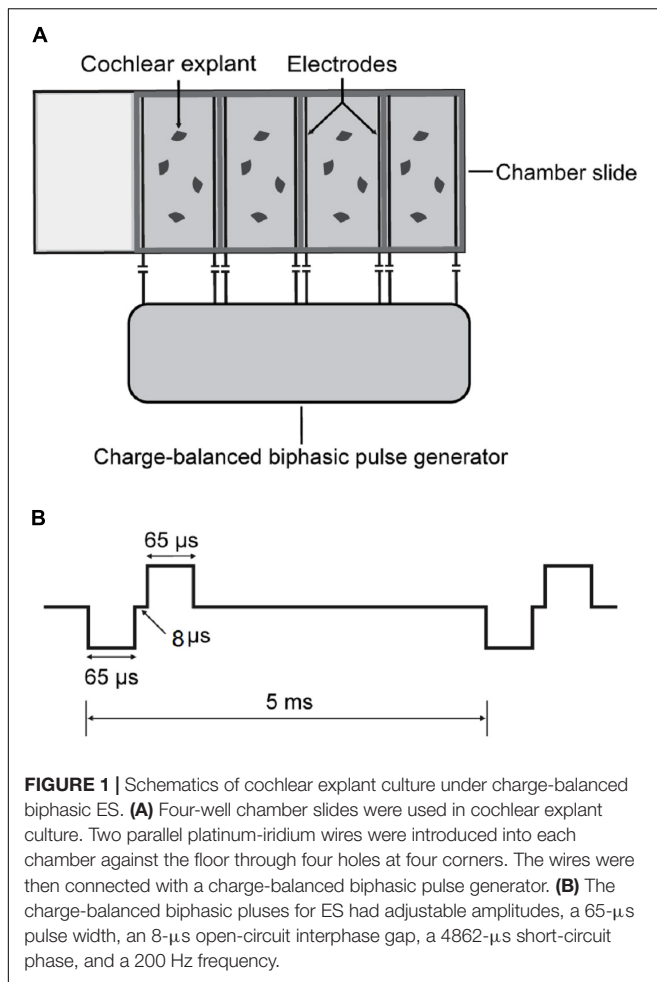 A
Cochlear explant
Electrodes
Chamber slide
Charge-balanced biphasic pulse generator
B
65 µs
8µs
65 µs
5 ms
FIGURE 1 | Schematics of cochlear explant culture under charge-balanced
biphasic ES. (A) Four-well chamber slides were used in cochlear explant
culture. Two parallel platinum-iridium wires were introduced into each
chamber against the floor through four holes at four corners. The wires were
then connected with a charge-balanced biphasic pulse generator. (B) The
charge-balanced biphasic pluses for ES had adjustable amplitudes, a 65-µs
pulse width, an 8-µs open-circuit interphase gap, a 4862-µs short-circuit
phase, and a 200 Hz frequency.